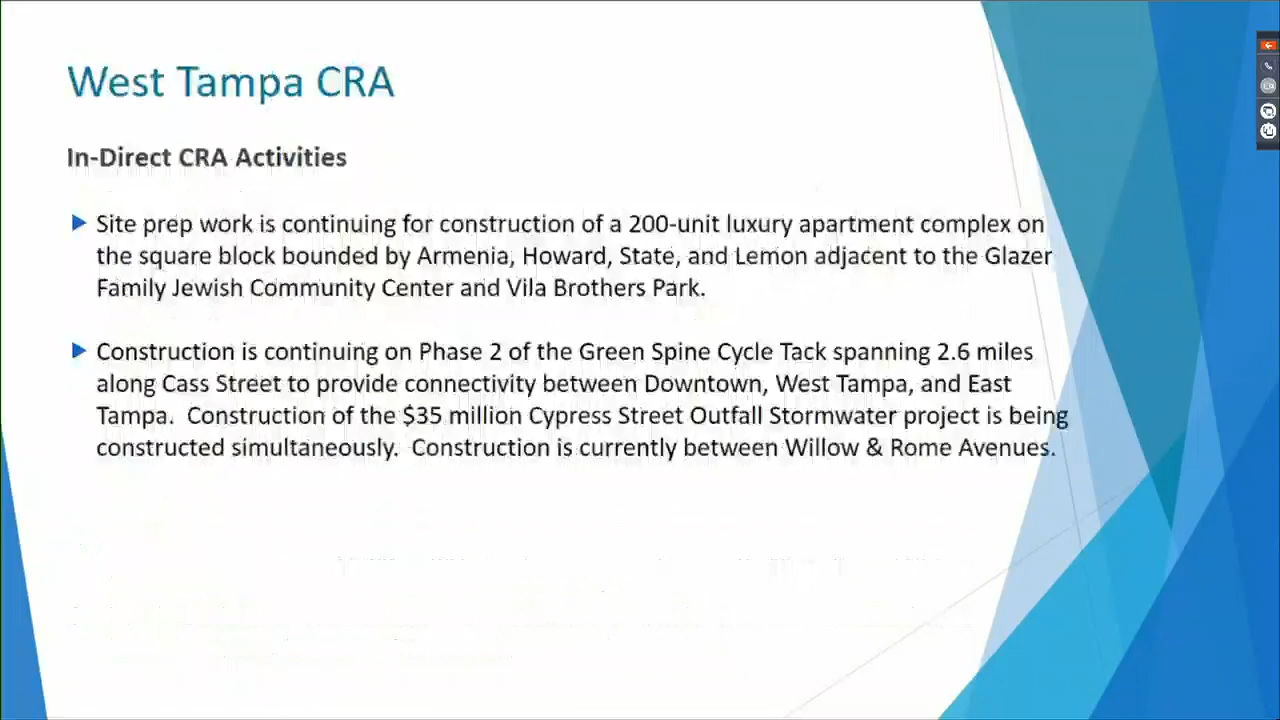 West Tampa CRA
In-Direct CRA Activities
Site prep work is continuing for construction of a 200-unit luxury apartment complex on
the square block bounded by Armenia, Howard, State, and Lemon adjacent to the Glazer
Family Jewish Community Center and Vila Brothers Park.
Construction is continuing on Phase 2 of the Green Spine Cycle Tack spanning 2.6 miles
along Cass Street to provide connectivity between Downtown, West Tampa, and East
Tampa.  Construction of the $35 million Cypress Street Outfall Stormwater project is being
constructed simultaneously.  Construction is currently between Willow & Rome Avenues.